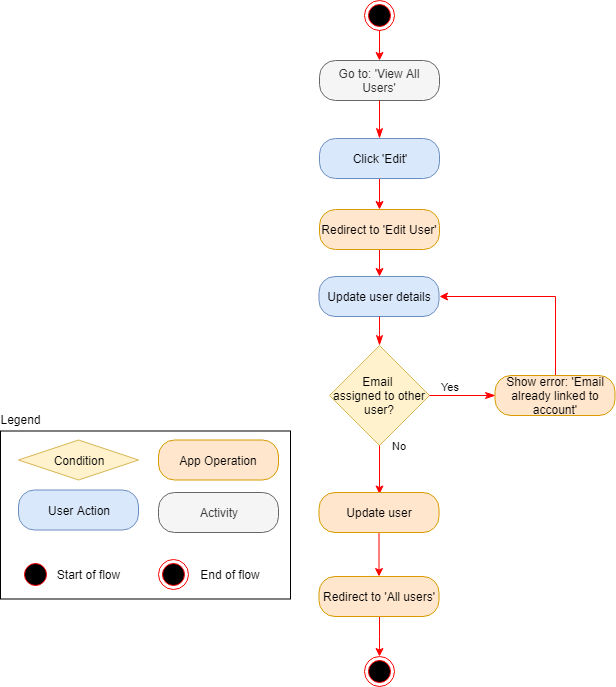 Go to: 'View All
Users'
Click 'Edit'
Redirect to 'Edit User'
Update user details
Email
assigned to other
user?
Yes
Show error: 'Email
already linked to
account'
No
Update user
Redirect to 'All users'
Legend
Condition
App Operation
User Action
Activity
Start of flow
End of flow